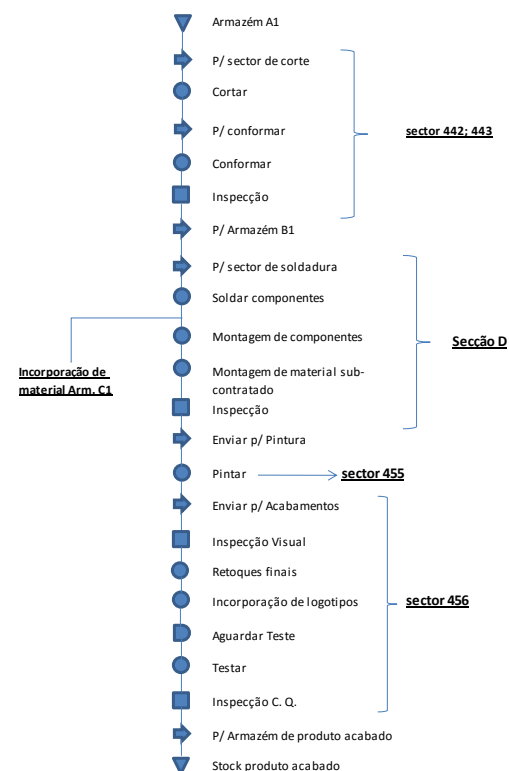 Armazém A1
P/ sector de corte
Cortar
P/ conformar
sector 442; 443
Conformar
Inspecção
P/ Armazém B1
P/ sector de soldadura
Soldar componentes
Montagem de componentes
Secção D
Incorporação de
material Arm. C1
Montagem de material sub-
contratado
Inspecção
Enviar p/ Pintura
Pintar
sector 455
Enviar p/ Acabamentos
Inspecção Visual
Retoques finais
Incorporação de logotipos
sector 456
Aguardar Teste
Testar
Inspecção C. Q.
P/ Armazém de produto acabado
Stock produto acabado